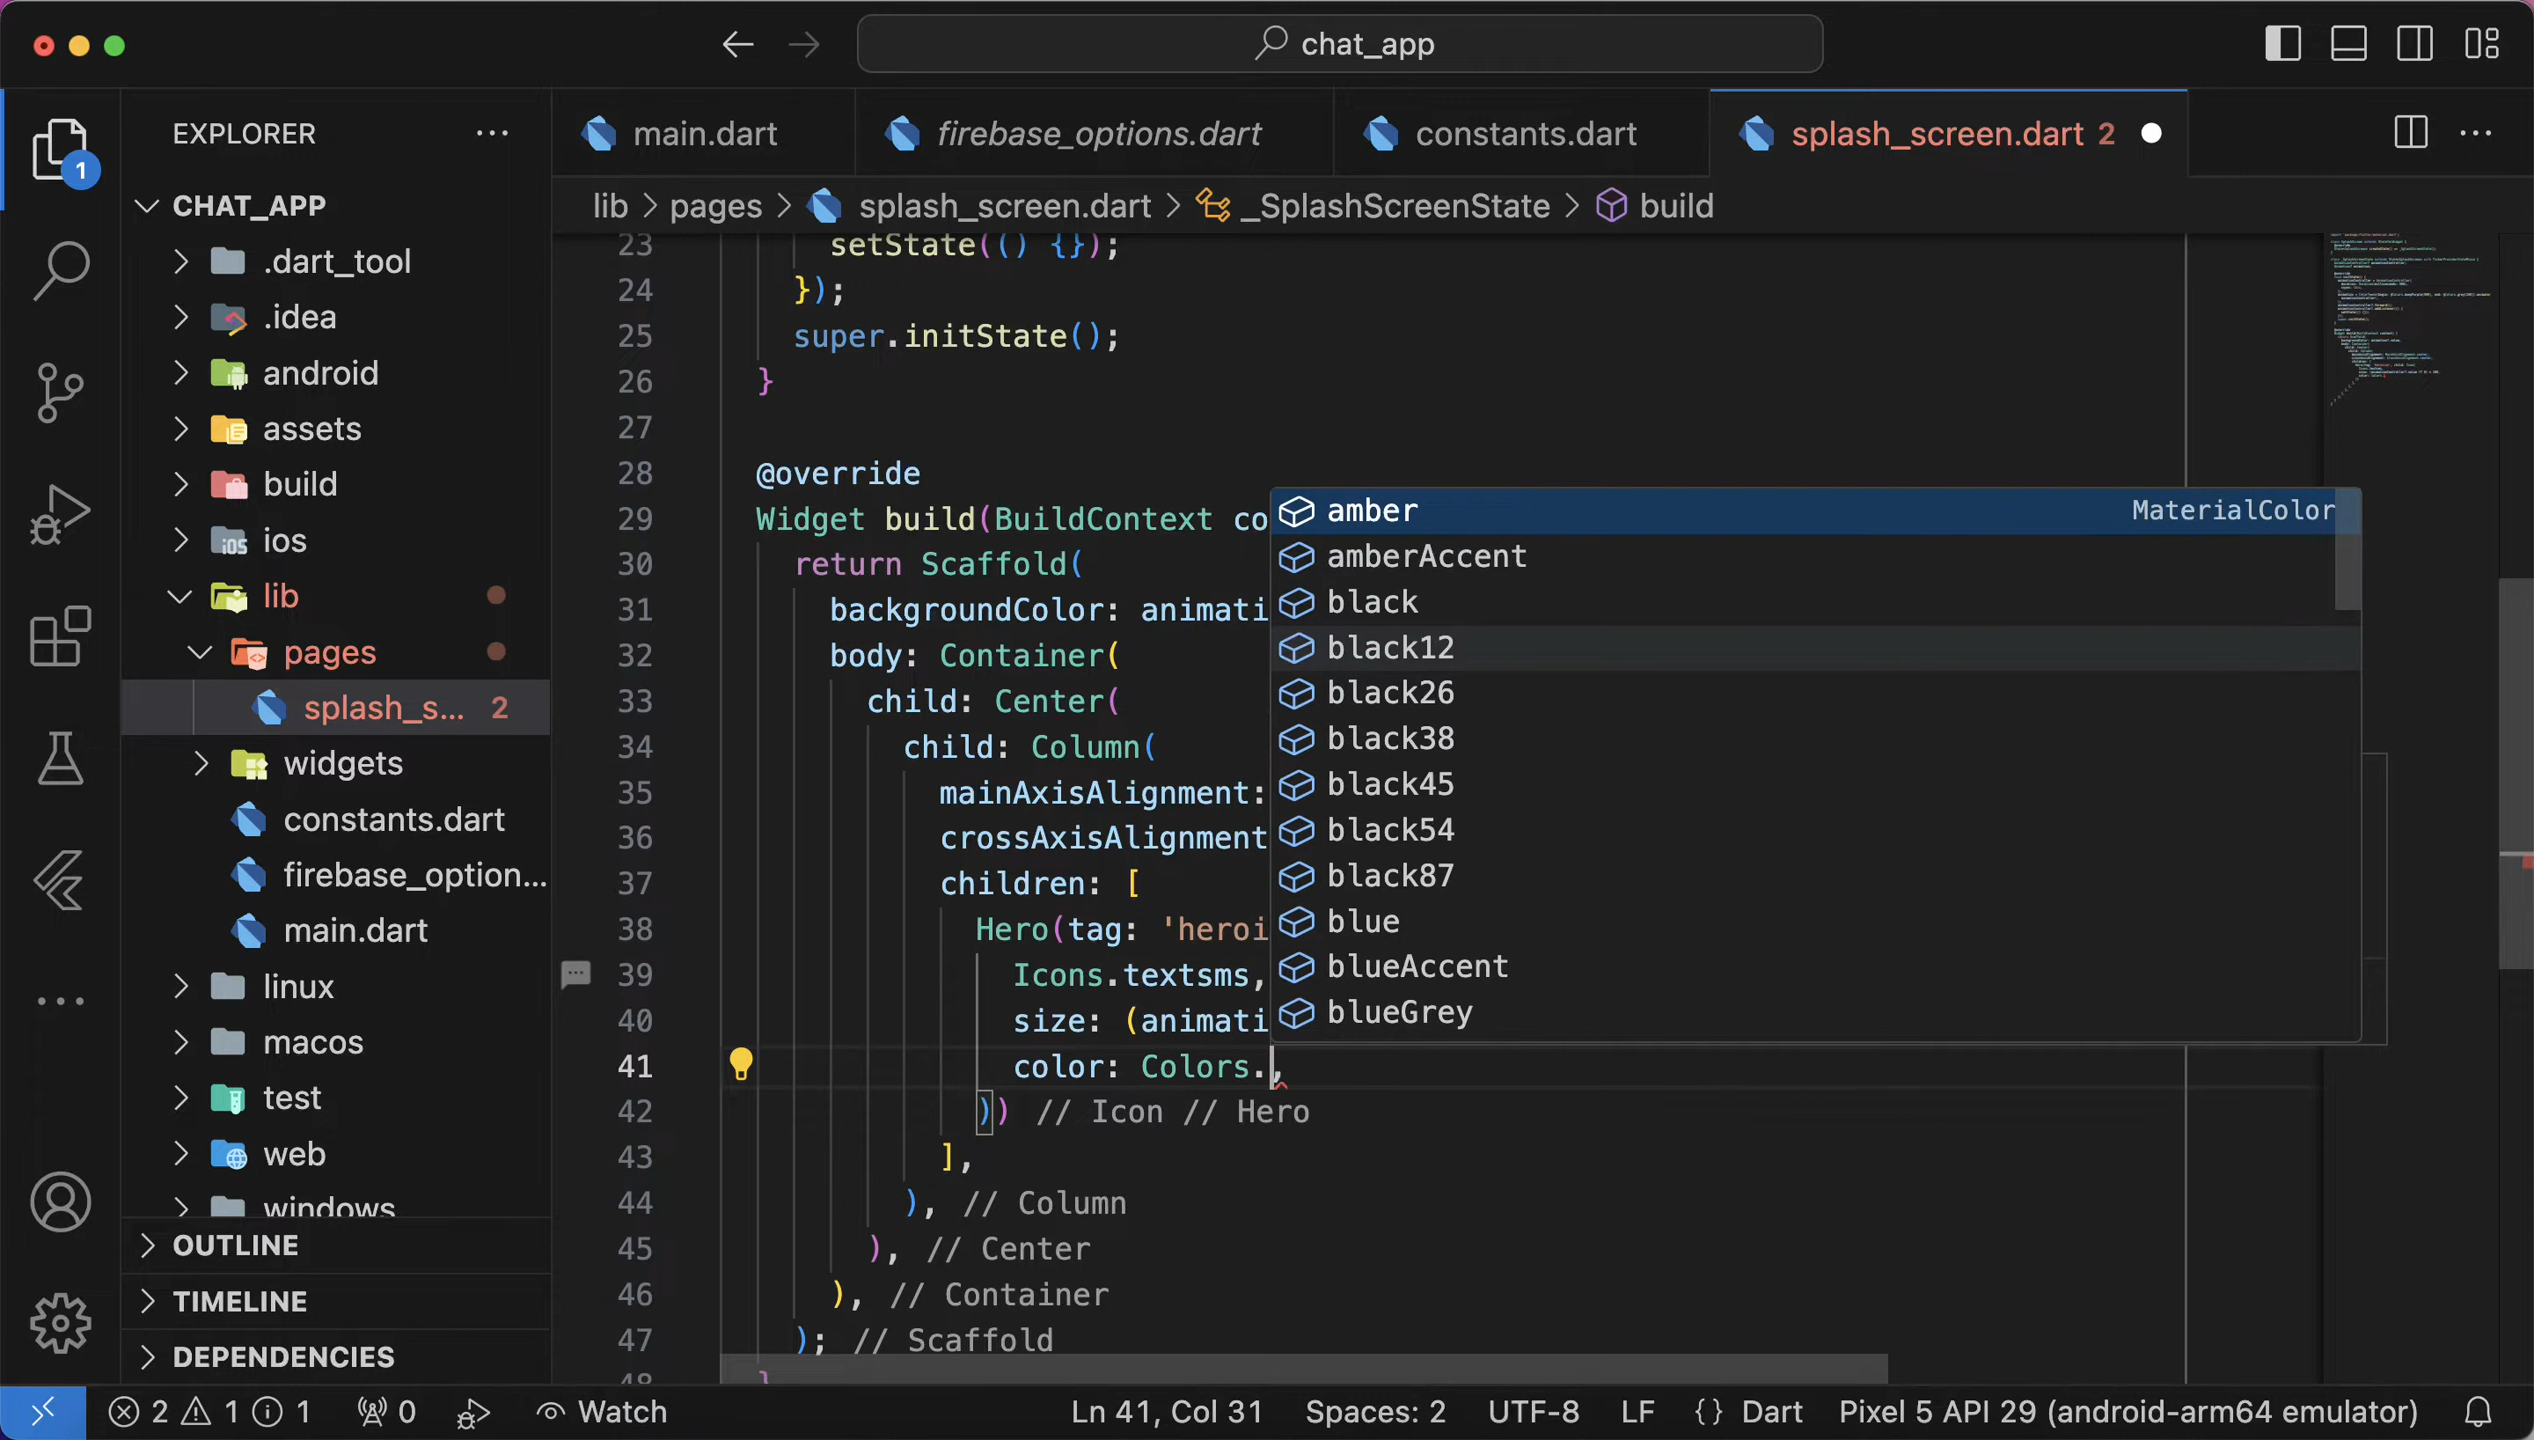 chat_app
EXPLORER
1
CHAT_APP
.dart_tool
.idea
android
assets
build
ios
lib
pages
splash_s... 2
widgets
constants.dart
firebase_option...
main.dart
linux
macos
test
web
windows
OUTLINE
TIMELINE
DEPENDENCIES
main.dart
firebase_options.dart
constants.dart
splash_screen.dart 2
lib > pages > splash_screen.dart > _SplashScreenState > build
23 setState(() {});
24 });
25 super.initState();
26 }
27
28 @override
29 Widget build(BuildContext co
30 return Scaffold(
31 backgroundColor: animati
32 body: Container(
33 child: Center(
34 child: Column(
35 mainAxisAlignment:
36 crossAxisAlignment
37 children: [
38 Hero(tag: 'heroi
39 Icons.textsms,
40 size: (animati
41 color: Colors.,
42 )) // Icon // Hero
43 ],
44 ), // Column
45 ), // Center
46 ), // Container
47 ); // Scaffold
48 }
amber MaterialColor
amberAccent
black
black12
black26
black38
black45
black54
black87
blue
blueAccent
blueGrey
2 1 1 0 Watch Ln 41, Col 31 Spaces: 2 UTF-8 LF {} Dart Pixel 5 API 29 (android-arm64 emulator)